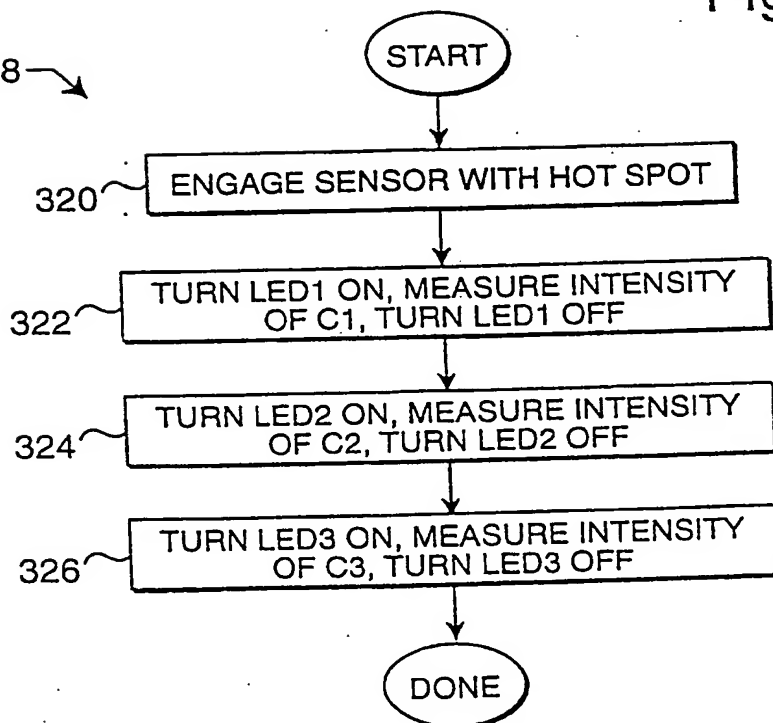 Fig
START
8
320
ENGAGE SENSOR WITH HOT SPOT
322
TURN LED1 ON, MEASURE INTENSITY
OF C1, TURN LED1 OFF
324
TURN LED2 ON, MEASURE INTENSITY
OF C2, TURN LED2 OFF
326
TURN LED3 ON, MEASURE INTENSITY
OF C3, TURN LED3 OFF
DONE